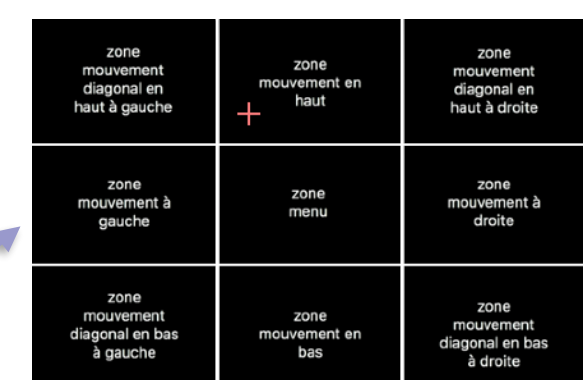 zone
mouvement
diagonal en
haut à gauche
zone
mouvement en
haut
zone
mouvement
diagonal en
haut à droite
zone
mouvement à
gauche
zone
menu
zone
mouvement à
droite
zone
mouvement
diagonal en bas
à gauche
zone
mouvement en
bas
zone
mouvement
diagonal en bas
à droite